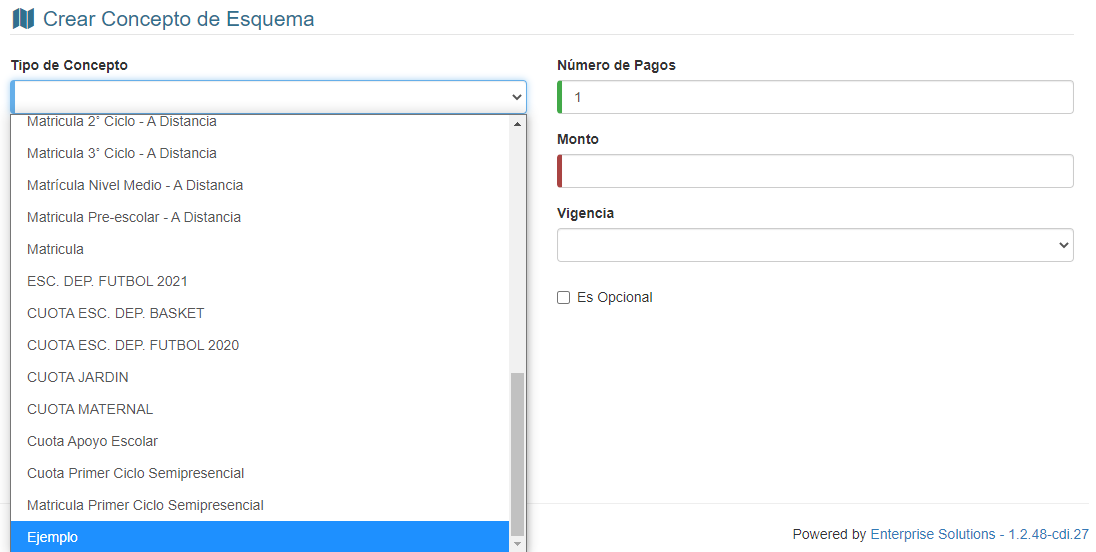 Crear Concepto de Esquema
Tipo de Concepto
Matricula 2° Ciclo - A Distancia
Matricula 3° Ciclo - A Distancia
Matrícula Nivel Medio - A Distancia
Matricula Pre-escolar - A Distancia
Matricula
ESC. DEP. FUTBOL 2021
CUOTA ESC. DEP. BASKET
CUOTA ESC. DEP. FUTBOL 2020
CUOTA JARDIN
CUOTA MATERNAL
Cuota Apoyo Escolar
Cuota Primer Ciclo Semipresencial
Matricula Primer Ciclo Semipresencial
Ejemplo
Número de Pagos
1
Monto
Vigencia
Es Opcional
Powered by Enterprise Solutions - 1.2.48-cdi.27